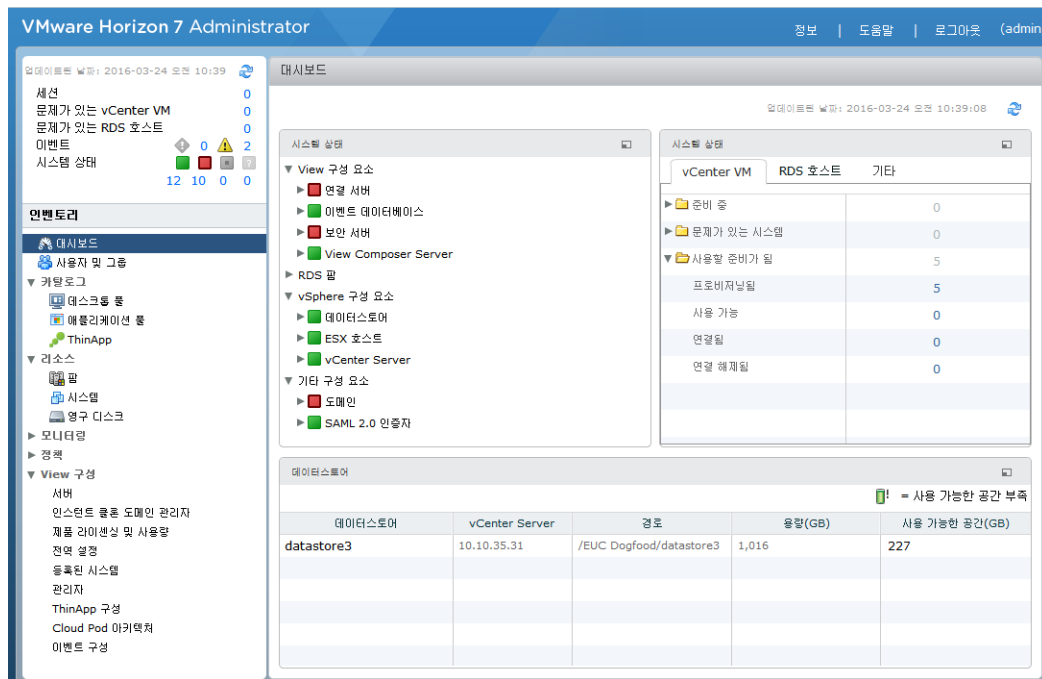 VMware Horizon 7 Administrator
정보 | 도움말 | 로그아웃 (admin
업데이트된 날짜: 2016-03-24 오전 10:39
세션 0
문제가 있는 vCenter VM 0
문제가 있는 RDS 호스트 0
이벤트 0 2
시스템 상태
12 10 0 0
인벤토리
대시보드
사용자 및 그룹
카탈로그
데스크톱 풀
애플리케이션 풀
ThinApp
리소스
팜
시스템
영구 디스크
모니터링
정책
View 구성
서버
인스턴트 클론 도메인 관리자
제품 라이센싱 및 사용량
전역 설정
등록된 시스템
관리자
ThinApp 구성
Cloud Pod 아키텍처
이벤트 구성
대시보드
업데이트된 날짜: 2016-03-24 오전 10:39:08
시스템 상태
View 구성 요소
연결 서버
이벤트 데이터베이스
보안 서버
View Composer Server
RDS 팜
vSphere 구성 요소
데이터스토어
ESX 호스트
vCenter Server
기타 구성 요소
도메인
SAML 2.0 인증자
시스템 상태
vCenter VM RDS 호스트 기타
준비 중 0
문제가 있는 시스템 0
사용할 준비가 됨 5
프로비저닝됨 5
사용 가능 0
연결됨 0
연결 해제됨 0
데이터스토어
! = 사용 가능한 공간 부족
데이터스토어 vCenter Server 경로 용량(GB) 사용 가능한 공간(GB)
datastore3 10.10.35.31 /EUC Dogfood/datastore3 1,016 227